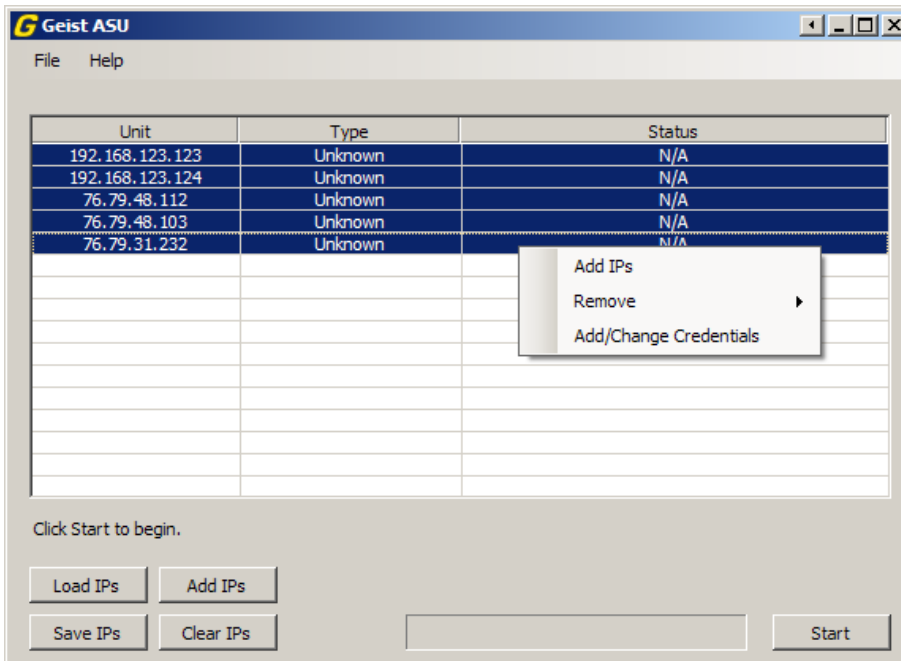 G Geist ASU
File Help
Unit Type Status
192.168.123.123 Unknown N/A
192.168.123.124 Unknown N/A
76.79.48.112 Unknown N/A
76.79.48.103 Unknown N/A
76.79.31.232 Unknown N/A
Add IPs
Remove
Add/Change Credentials
Click Start to begin.
Load IPs Add IPs
Save IPs Clear IPs Start